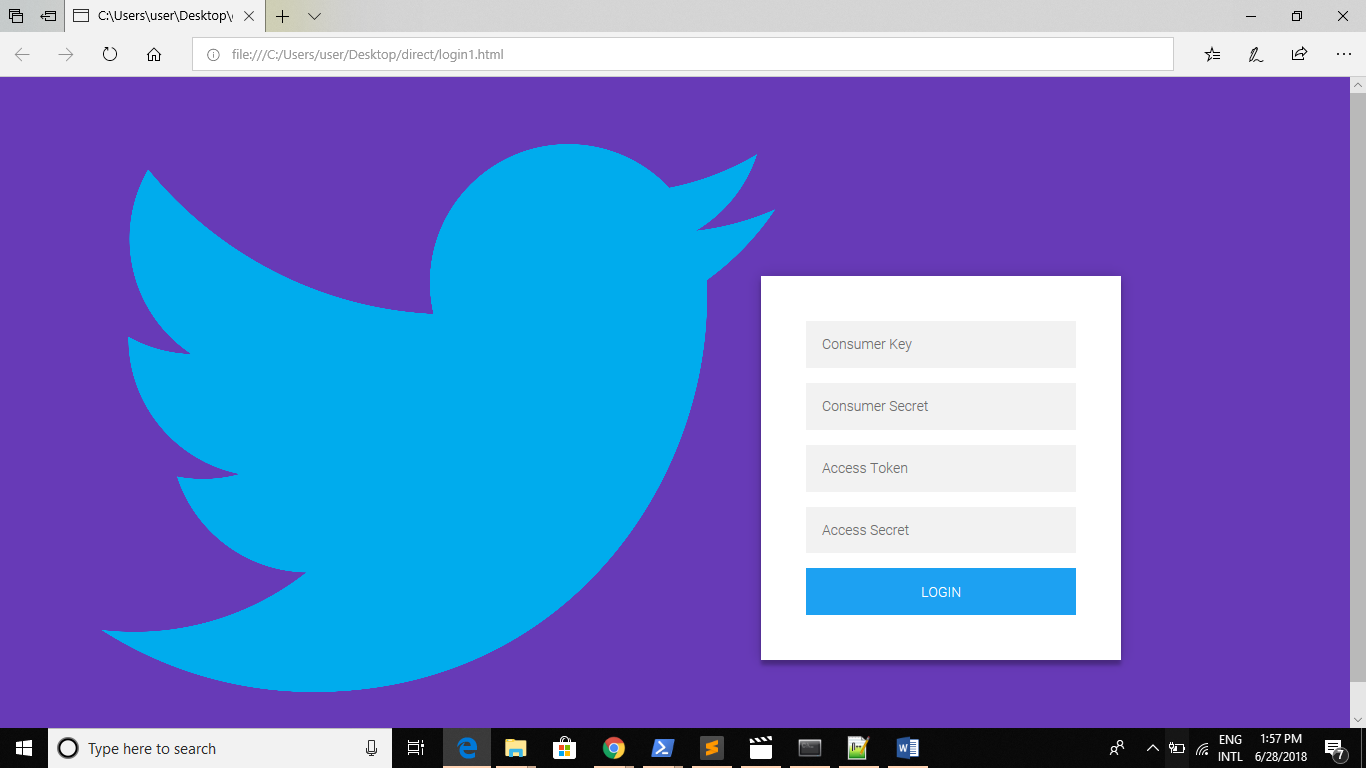 C:\Users\user\Desktop\
file:///C:/Users/user/Desktop/direct/login1.html
Consumer Key
Consumer Secret
Access Token
Access Secret
LOGIN
Type here to search
ENG
INTL
1:57 PM
6/28/2018
7